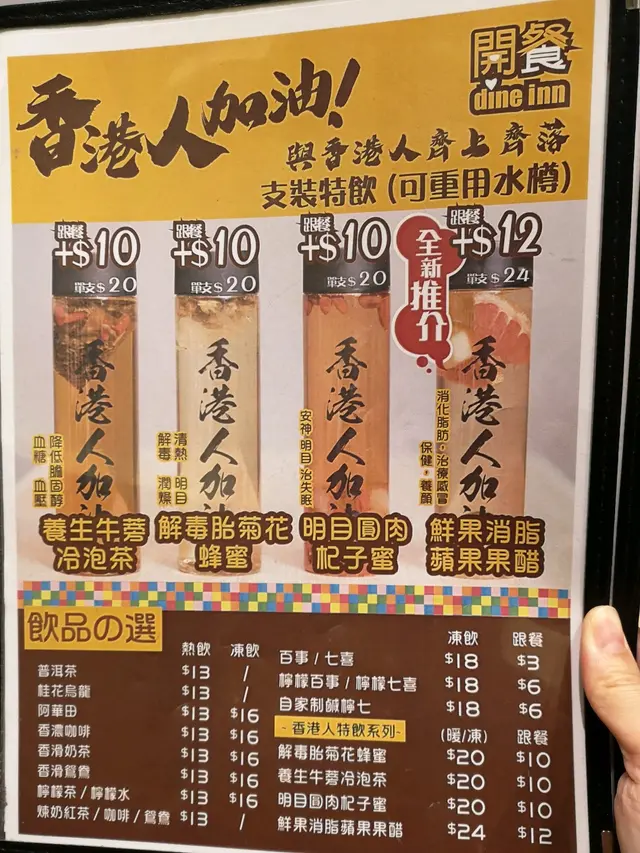 香港人加油!
開餐
dine inn
與香港人齊上齊落
支裝特飲(可重用水樽)
跟餐 +$10
單支$20
跟餐 +$10
單支$20
跟餐 +$10
單支$20
全新推介
跟餐 +$12
單支$24
香港人加油
香港人加油
香港人加油
香港人加油
降低膽固醇
血糖 血壓
清熱 明目
解毒 潤燥
安神 明目 治失眠
消化脂肪,治療感冒
保健,養顏
養生牛蒡
冷泡茶
解毒胎菊花
蜂蜜
明目圓肉
杞子蜜
鮮果消脂
蘋果果醋
飲品の選
熱飲 凍飲
普洱茶 $13 /
桂花烏龍 $13 /
阿華田 $13 $16
香濃咖啡 $13 $16
香滑奶茶 $13 $16
香滑鴛鴦 $13 $16
檸檬茶/檸檬水 $13 $16
煉奶紅茶/咖啡/鴛鴦 $13 /
凍飲 跟餐
百事/七喜 $18 $3
檸檬百事/檸檬七喜 $18 $6
自家制鹹檸七 $18 $6
-香港人特飲系列- (暖/凍) 跟餐
解毒胎菊花蜂蜜 $20 $10
養生牛蒡冷泡茶 $20 $10
明目圓肉杞子蜜 $20 $10
鮮果消脂蘋果果醋 $24 $12